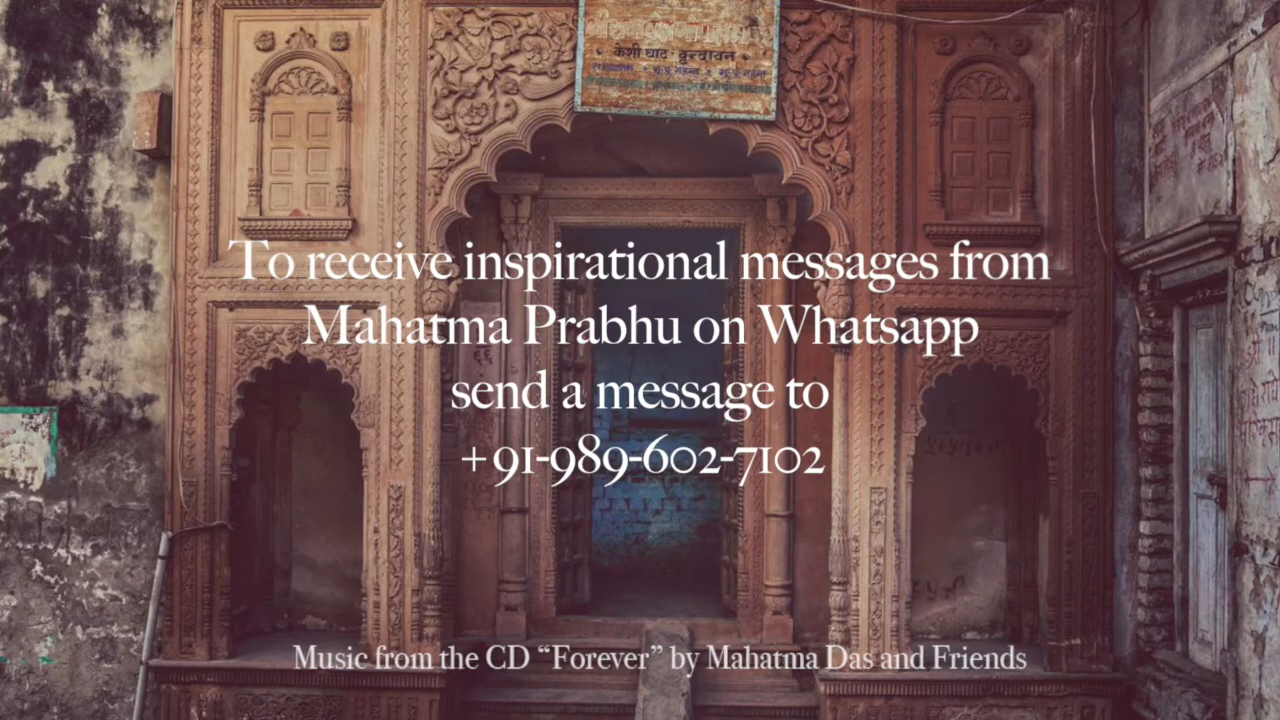 केशी घाट - वृन्दावन
To receive inspirational messages from
Mahatma Prabhu on Whatsapp
send a message to
+91-989-602-7102
Music from the CD “Forever” by Mahatma Das and Friends